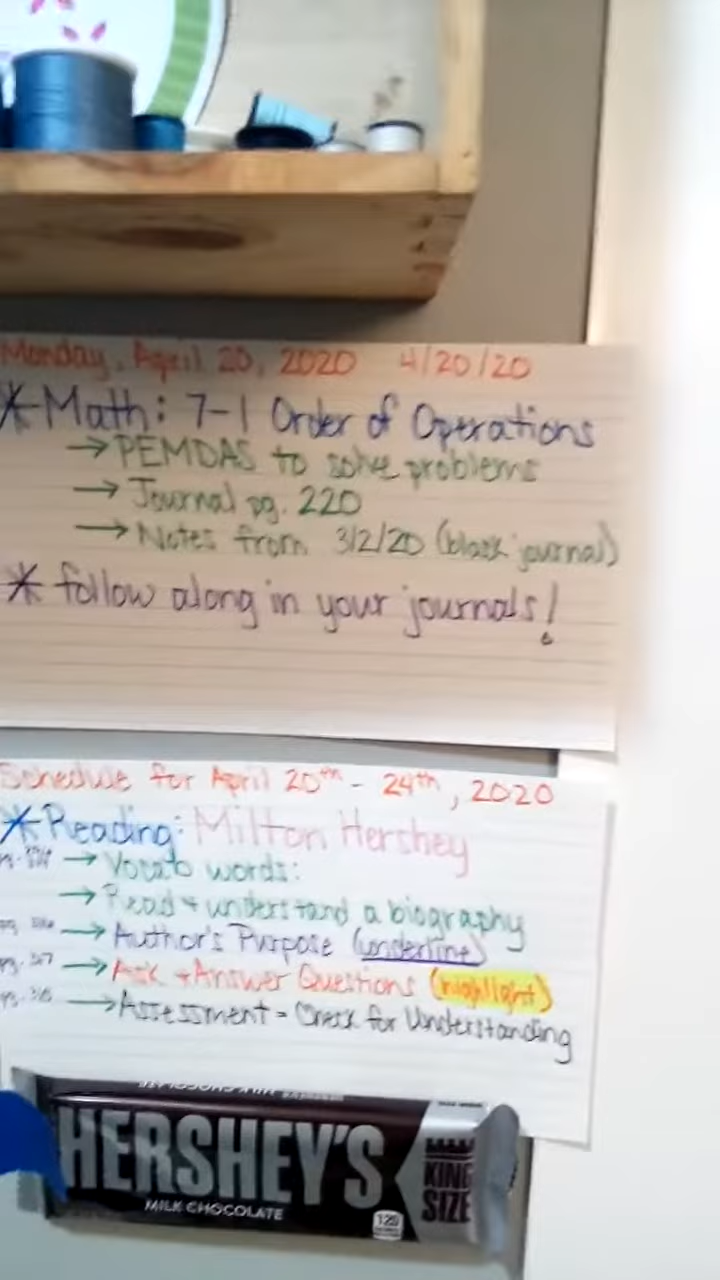 Monday, April 20, 2020 4/20/20
* Math: 7-1 Order of Operations
→ PEMDAS to solve problems
→ Journal pg. 220
→ Notes from 3/2/20 (black journal)
* follow along in your journals!
Schedule for April 20th - 24th, 2020
* Reading: Milton Hershey
→ Vocab words:
→ Read + understand a biography
→ Author's Purpose (underline)
→ Ask + Answer Questions (highlight)
→ Assessment = Check for Understanding
HERSHEY'S
MILK CHOCOLATE
KING
SIZE